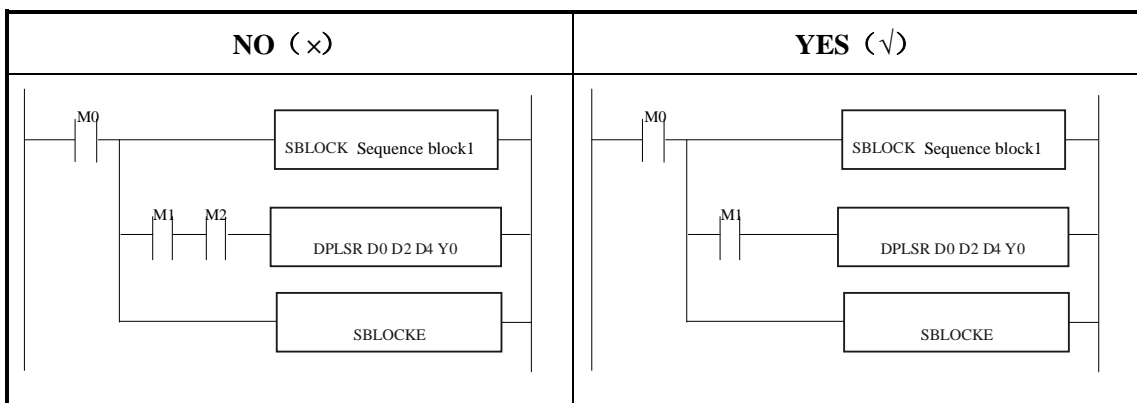 NO（×）
YES（√）
M0
SBLOCK Sequence block1
M1 M2
DPLSR D0 D2 D4 Y0
SBLOCKE
M0
SBLOCK Sequence block1
M1
DPLSR D0 D2 D4 Y0
SBLOCKE